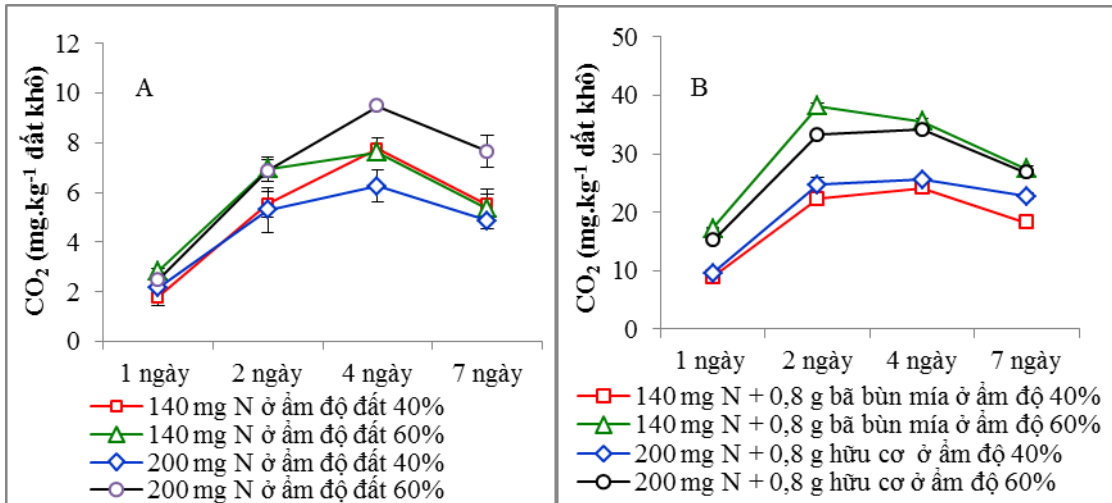 A
CO₂ (mg.kg⁻¹ đất khô)
12
10
8
6
4
2
0
1 ngày 2 ngày 4 ngày 7 ngày
140 mg N ở ẩm độ đất 40%
140 mg N ở ẩm độ đất 60%
200 mg N ở ẩm độ đất 40%
200 mg N ở ẩm độ đất 60%
B
CO₂ (mg.kg⁻¹ đất khô)
50
40
30
20
10
0
1 ngày 2 ngày 4 ngày 7 ngày
140 mg N + 0,8 g bã bùn mía ở ẩm độ 40%
140 mg N + 0,8 g bã bùn mía ở ẩm độ 60%
200 mg N + 0,8 g hữu cơ ở ẩm độ 40%
200 mg N + 0,8 g hữu cơ ở ẩm độ 60%